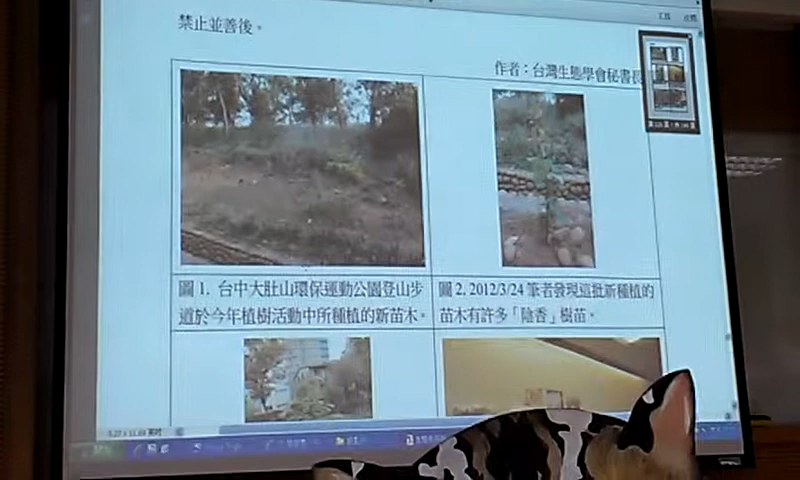 禁止並善後。
作者:台灣生態學會秘書長
圖 1. 台中大肚山環保運動公園登山步
道於今年植樹活動中所種植的新苗木。
圖 2. 2012/3/24 筆者發現這批新種植的
苗木有許多「陰香」樹苗。